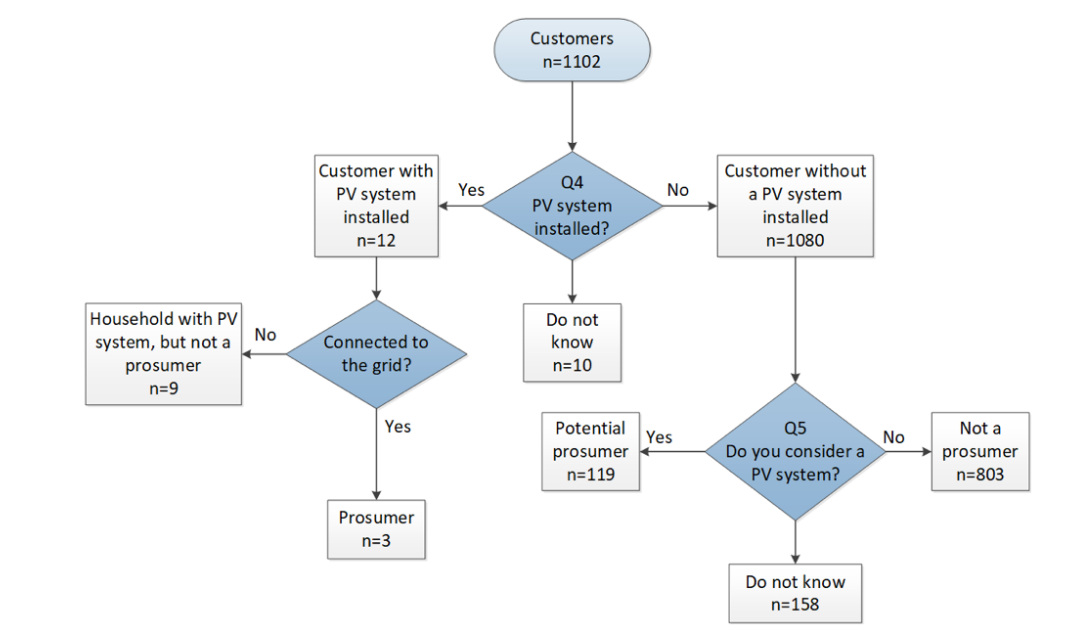 Customers
n=1102
Customer with
PV system
installed
n=12
Yes
Q4
PV system
installed?
No
Customer without
a PV system
installed
n=1080
Household with PV
system, but not a
prosumer
n=9
No
Connected to
the grid?
Yes
Do not
know
n=10
Prosumer
n=3
Potential
prosumer
n=119
Yes
Q5
Do you consider a
PV system?
No
Not a
prosumer
n=803
Do not know
n=158